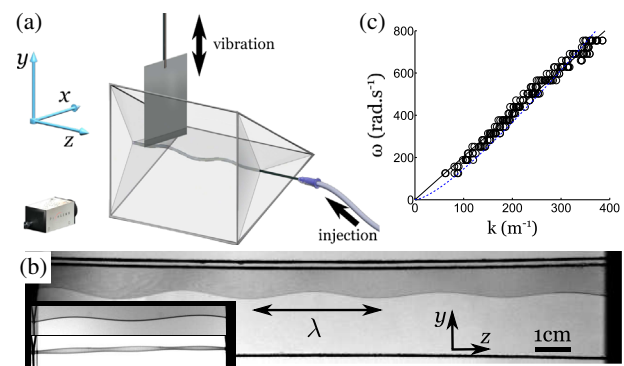 (a)
vibration
y
x
z
injection
(c)
800
600
400
200
0
ω (rad.s⁻¹)
0
100
200
300
400
k (m⁻¹)
(b)
λ
y
z
1cm